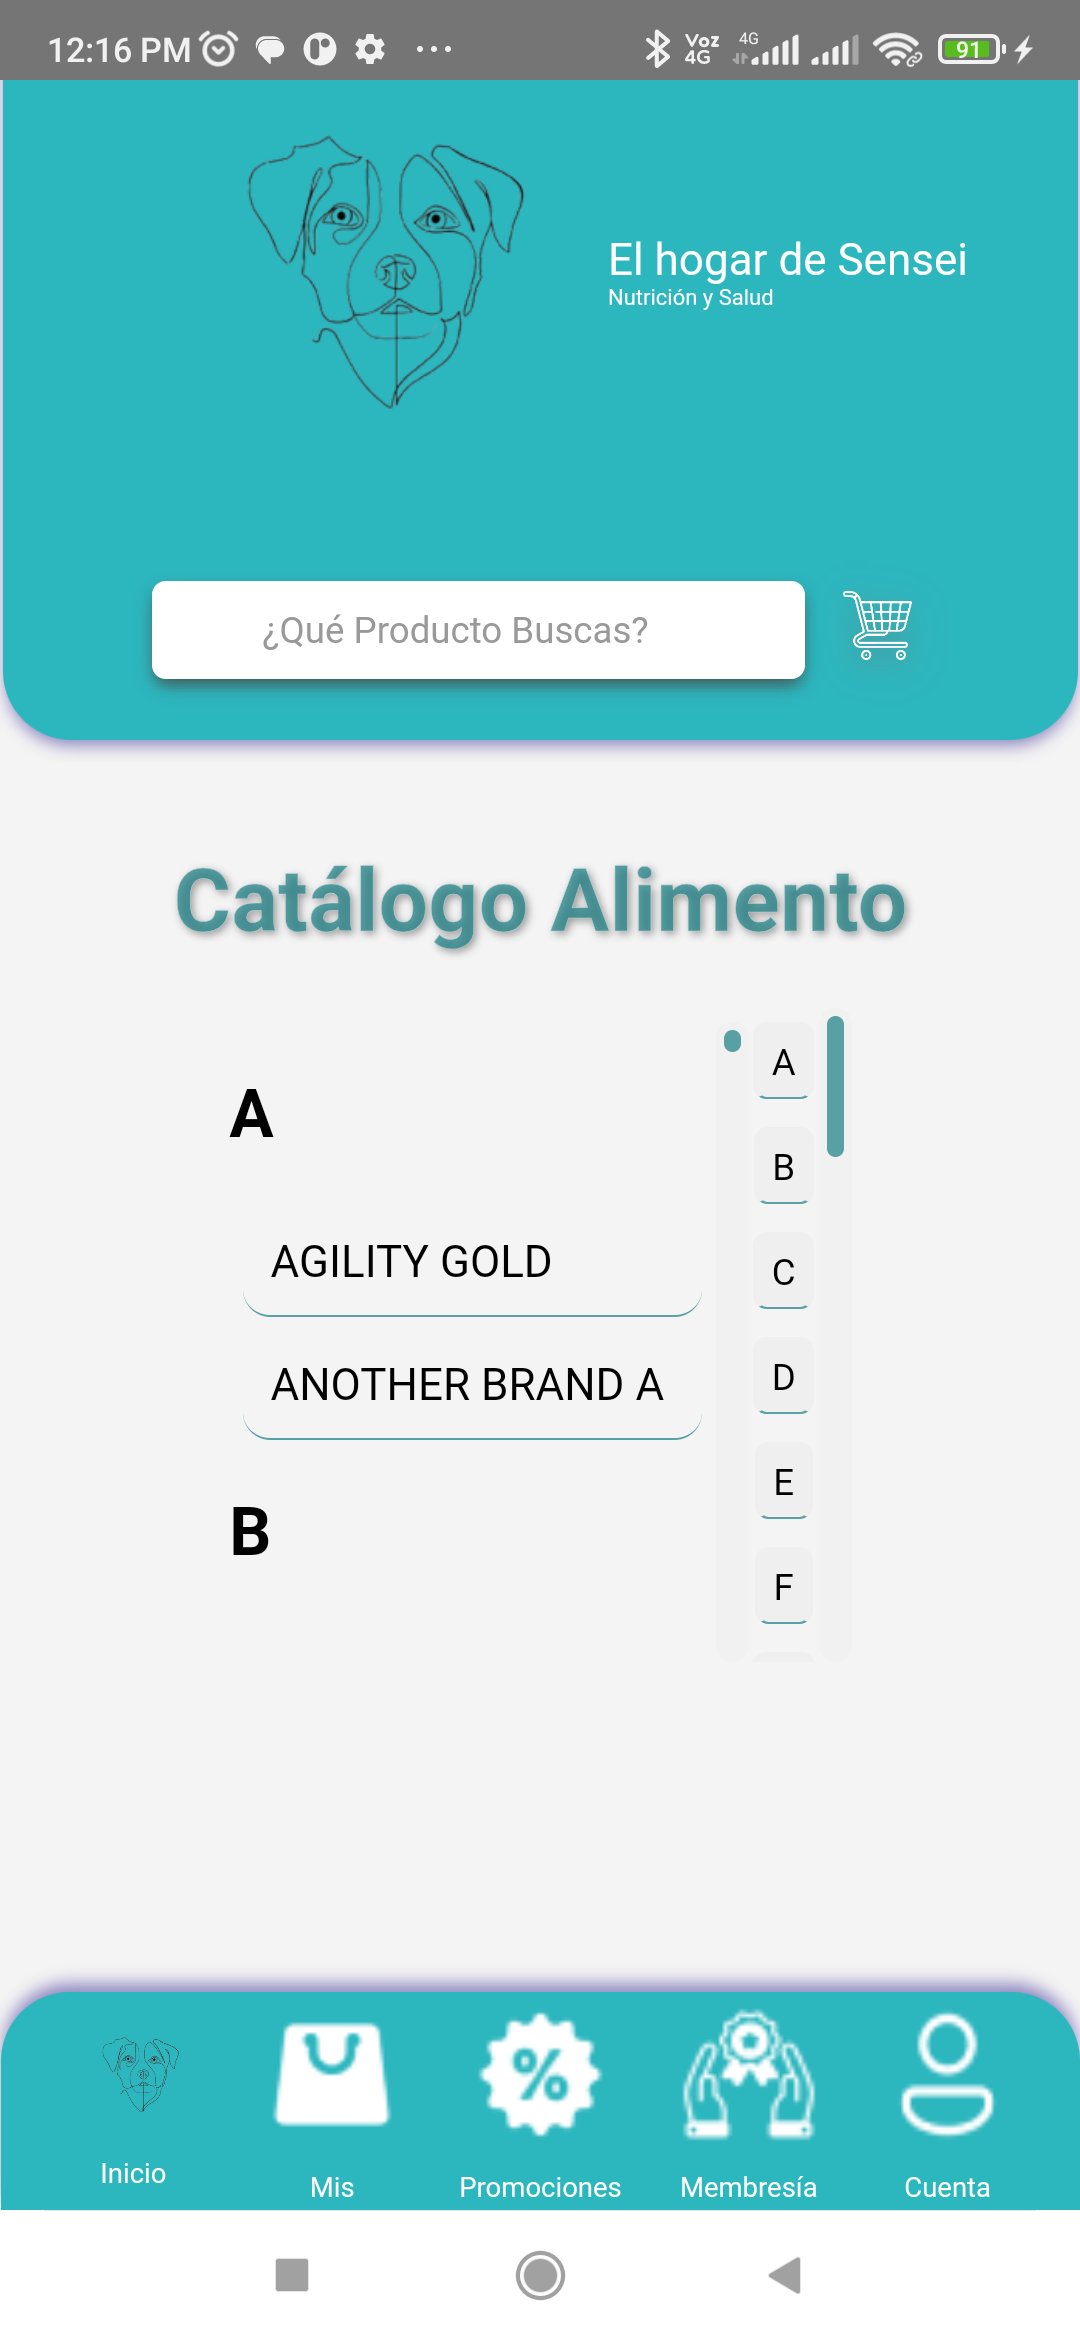 12:16 PM
Voz
4G
4G
91
El hogar de Sensei
Nutrición y Salud
¿Qué Producto Buscas?
Catálogo Alimento
A
AGILITY GOLD
ANOTHER BRAND A
B
A
B
C
D
E
F
%
Inicio
Mis
Promociones
Membresía
Cuenta